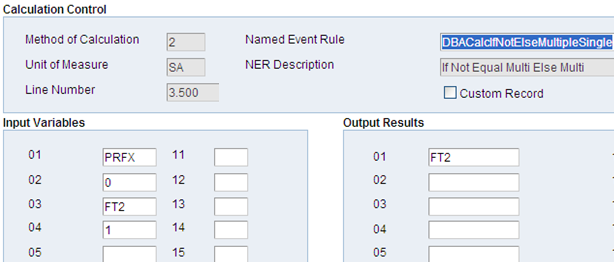 Calculation Control
Method of Calculation 2 Named Event Rule DBACalcIfNotElseMultipleSingle
Unit of Measure SA NER Description If Not Equal Multi Else Multi
Line Number 3.500 Custom Record
Input Variables Output Results
01 PRFX 11 01 FT2
02 0 12 02
03 FT2 13 03
04 1 14 04
05 15 05